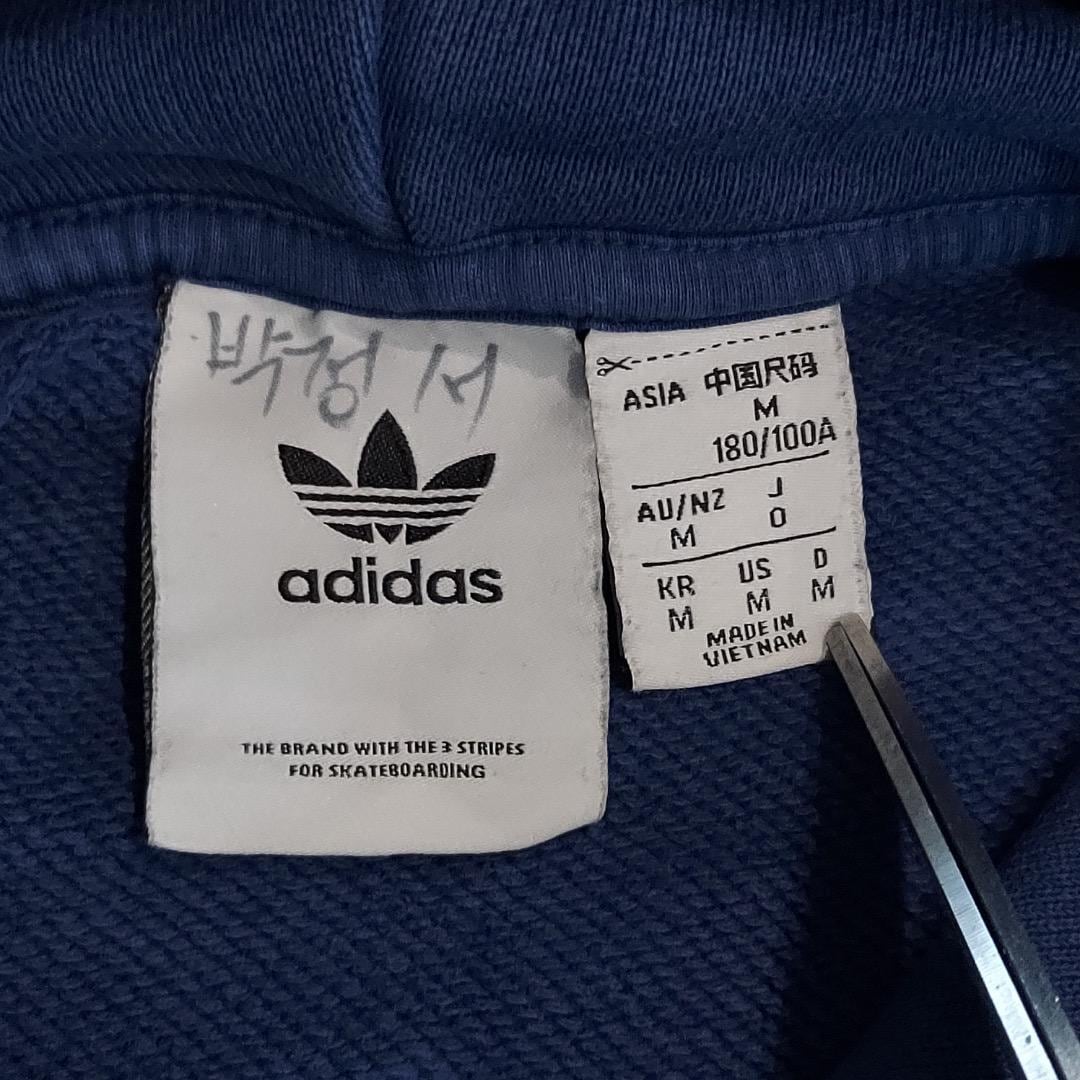 박정서
adidas
THE BRAND WITH THE 3 STRIPES
FOR SKATEBOARDING
ASIA 中国尺码
M
180/100A
AU/NZ J
M O
KR US D
M M M
MADE IN
VIETNAM